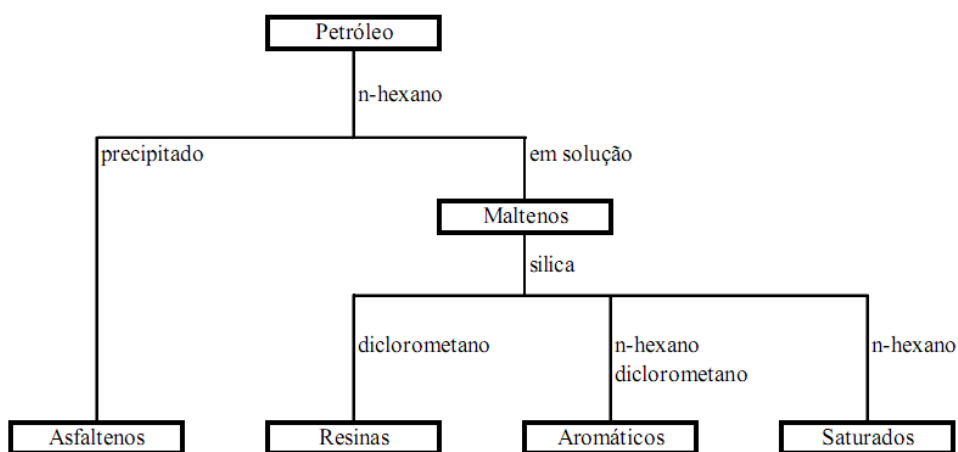 Petróleo
n-hexano
precipitado
em solução
Maltenos
silica
diclorometano
n-hexano
diclorometano
n-hexano
Asfaltenos
Resinas
Aromáticos
Saturados